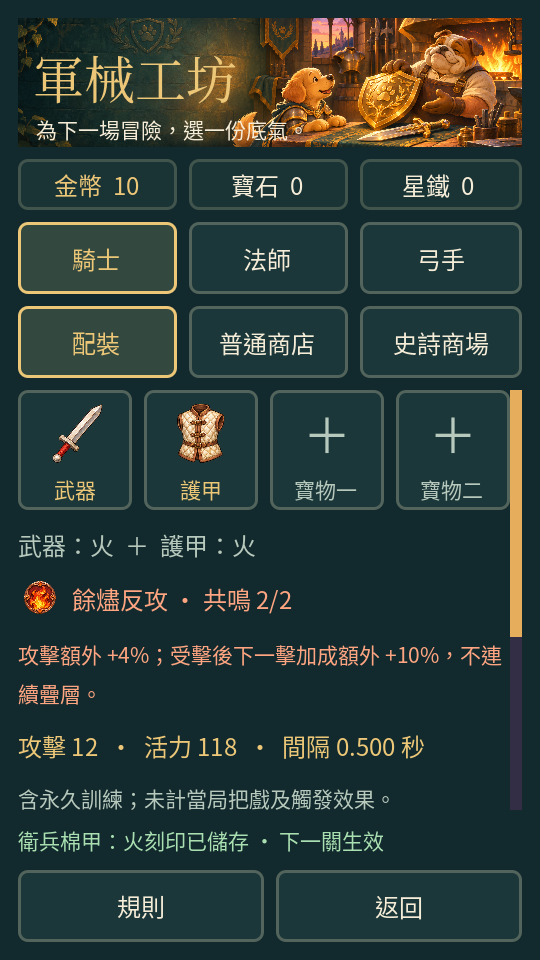 軍械工坊
為下一場冒險，選一份底氣。
金幣 10
寶石 0
星鐵 0
騎士
法師
弓手
配裝
普通商店
史詩商場
武器
護甲
寶物一
寶物二
武器：火 ＋ 護甲：火
餘燼反攻 · 共鳴 2/2
攻擊額外 +4%；受擊後下一擊加成額外 +10%，不連
續疊層。
攻擊 12 · 活力 118 · 間隔 0.500 秒
含永久訓練；未計當局把戲及觸發效果。
衛兵棉甲：火刻印已儲存 · 下一關生效
規則
返回